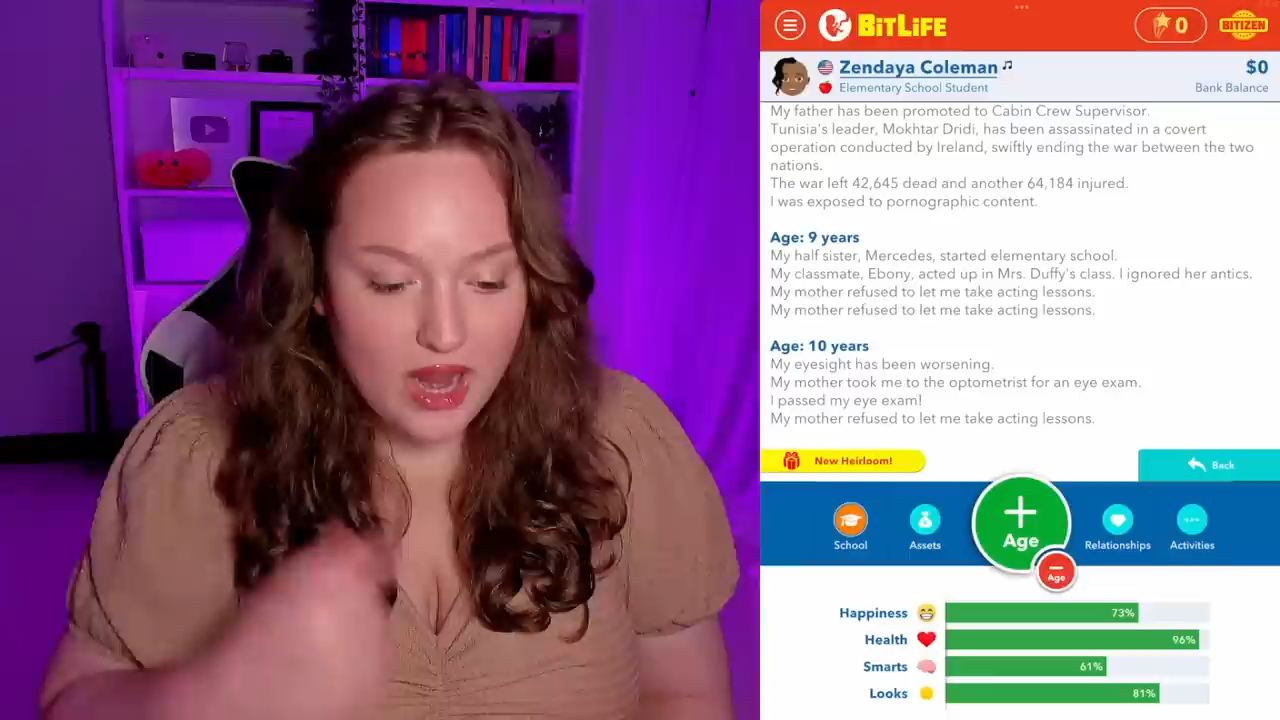 BITLIFE
0
BITIZEN
Zendaya Coleman
$0
Elementary School Student
Bank Balance
My father has been promoted to Cabin Crew Supervisor.
Tunisia's leader, Mokhtar Dridi, has been assassinated in a covert
operation conducted by Ireland, swiftly ending the war between the two
nations.
The war left 42,645 dead and another 64,184 injured.
I was exposed to pornographic content.
Age: 9 years
My half sister, Mercedes, started elementary school.
My classmate, Ebony, acted up in Mrs. Duffy's class. I ignored her antics.
My mother refused to let me take acting lessons.
My mother refused to let me take acting lessons.
Age: 10 years
My eyesight has been worsening.
My mother took me to the optometrist for an eye exam.
I passed my eye exam!
My mother refused to let me take acting lessons.
New Heirloom!
Back
School
Assets
Age
Relationships
Activities
Age
Happiness
73%
Health
96%
Smarts
61%
Looks
81%